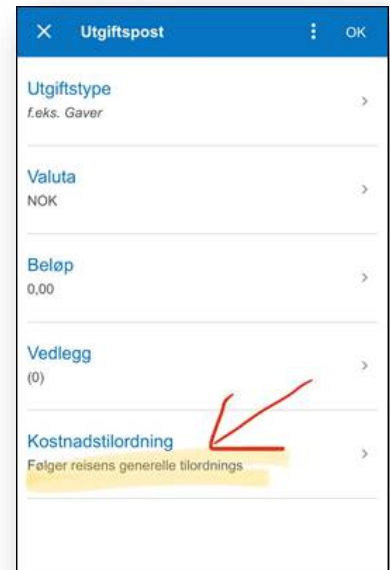 Utgiftspost OK
Utgiftstype
f.eks. Gaver
Valuta
NOK
Beløp
0,00
Vedlegg
(0)
Kostnadstilordning
Følger reisens generelle tilordnings